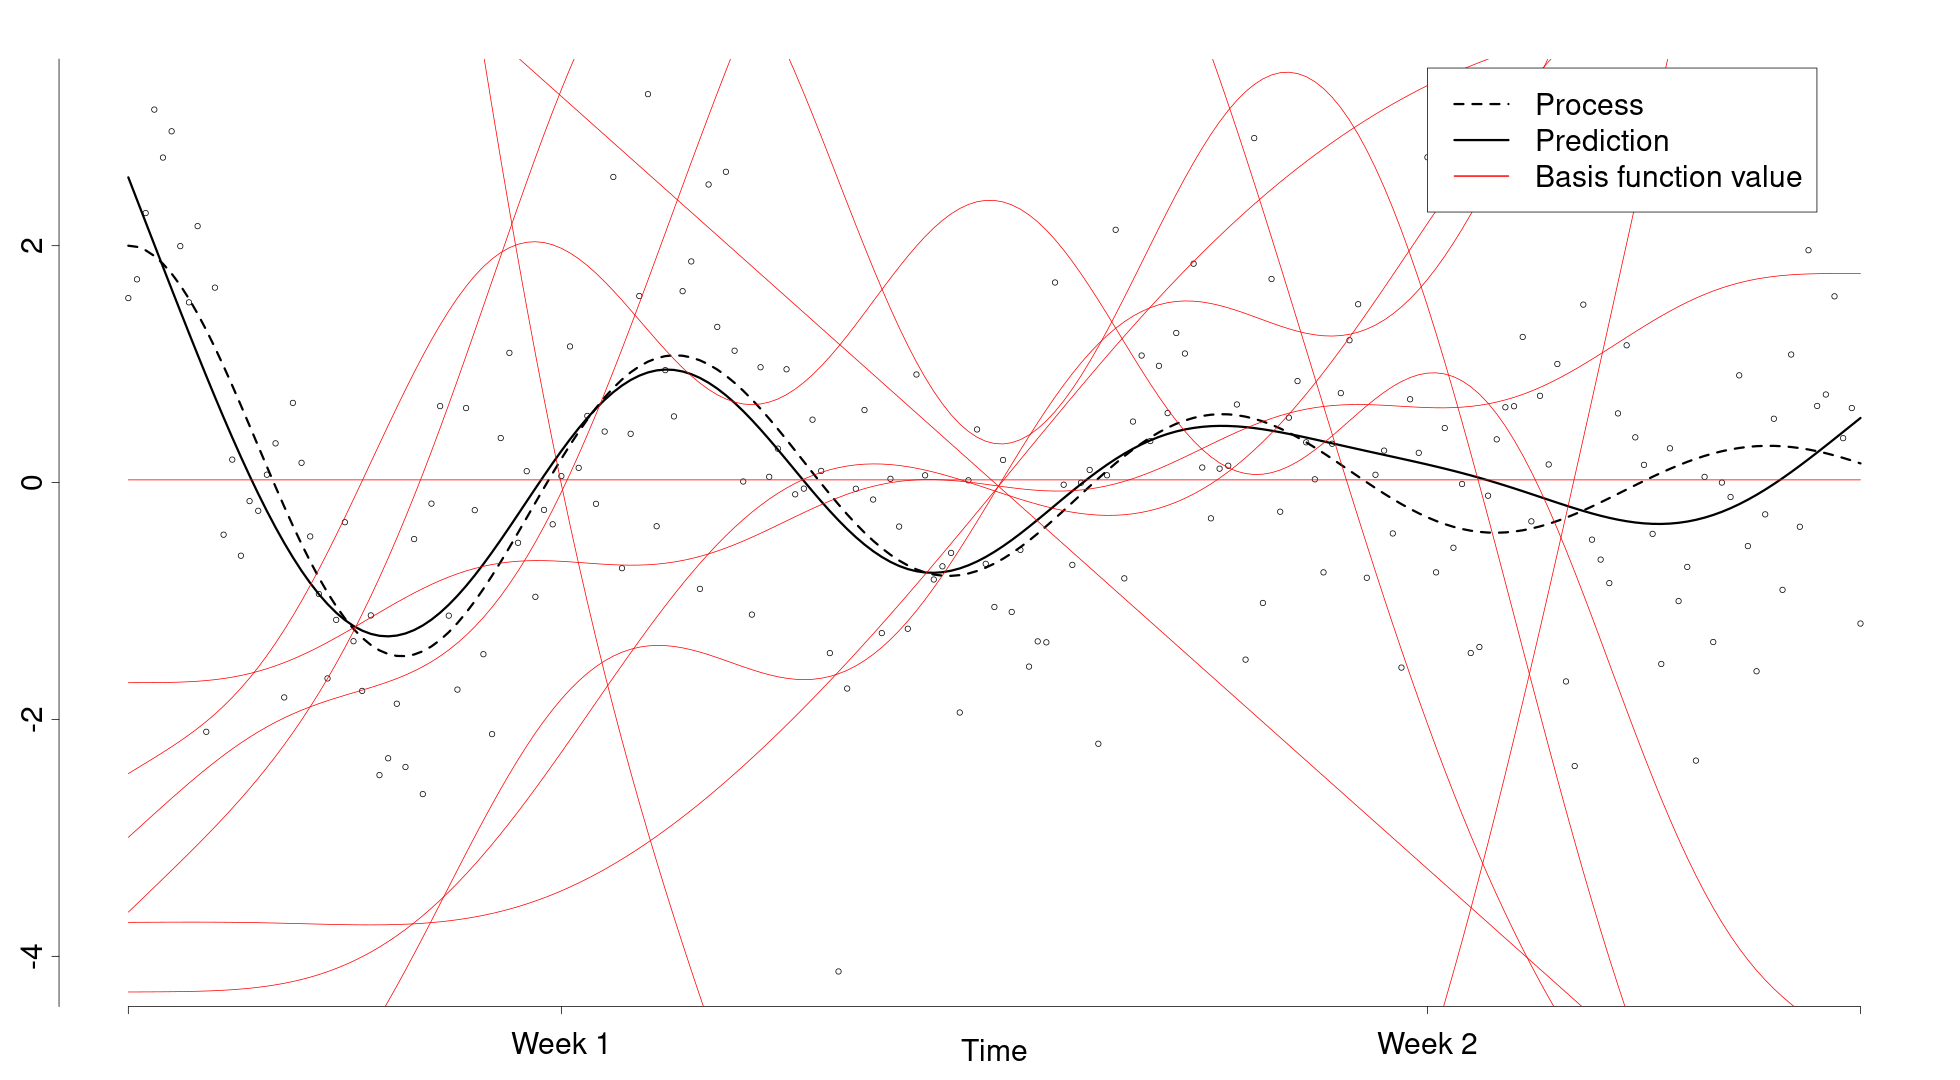 Process
Prediction
Basis function value
2
0
-2
-4
Week 1
Time
Week 2